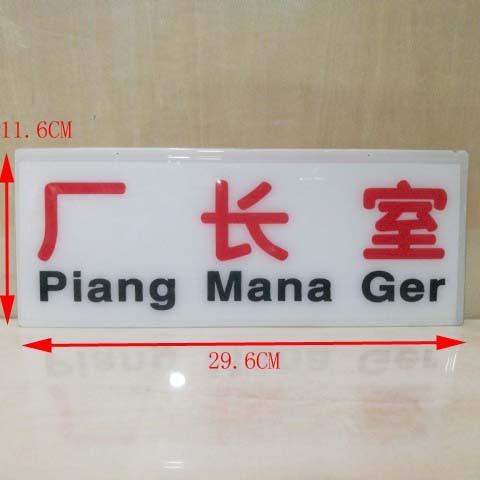 11.6CM
厂长室
Piang Mana Ger
29.6CM